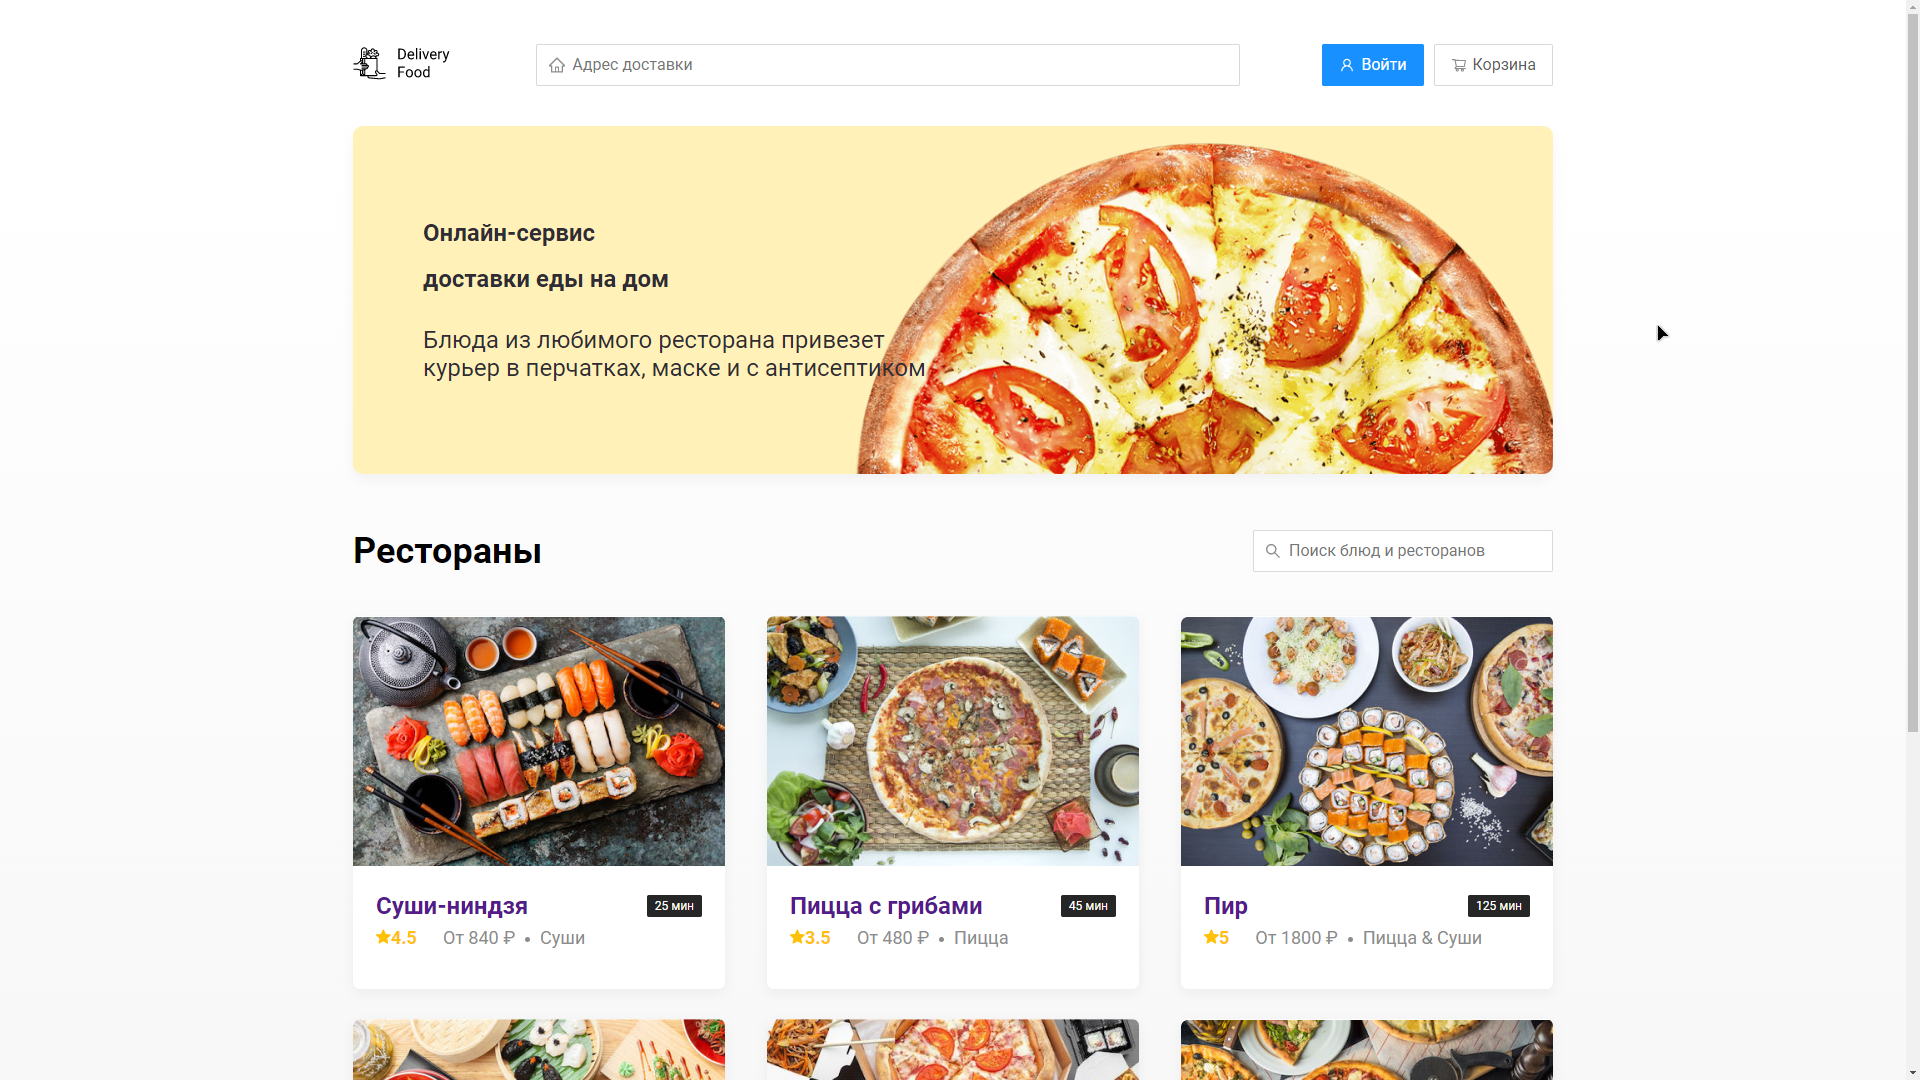 Delivery
Food
Адрес доставки
Войти
Корзина
Онлайн-сервис
доставки еды на дом
Блюда из любимого ресторана привезет
курьер в перчатках, маске и с антисептиком
Рестораны
Поиск блюд и ресторанов
Суши-ниндзя
25 мин
4.5 От 840 ₽ • Суши
Пицца с грибами
45 мин
3.5 От 480 ₽ • Пицца
Пир
125 мин
5 От 1800 ₽ • Пицца & Суши